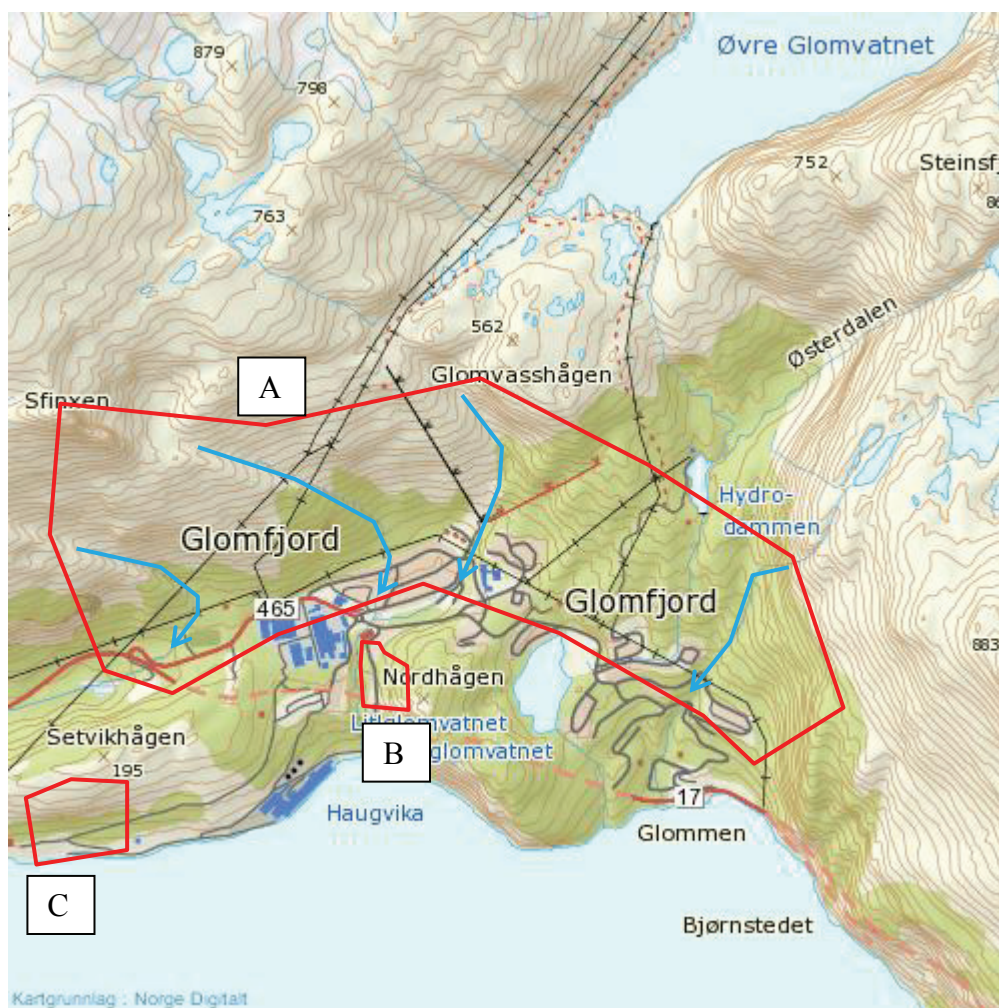 Øvre Glomvatnet
879
798
752
Steinsfj
763
562
Østerdalen
Glomvasshågen
A
Sfinxen
Hydro-
dammen
Glomfjord
465
Glomfjord
883
Nordhågen
Litlglomvatnet
glomvatnet
Setvikhågen
B
195
17
Haugvika
Glommen
C
Bjørnstedet
Kartgrunnlag : Norge Digitalt